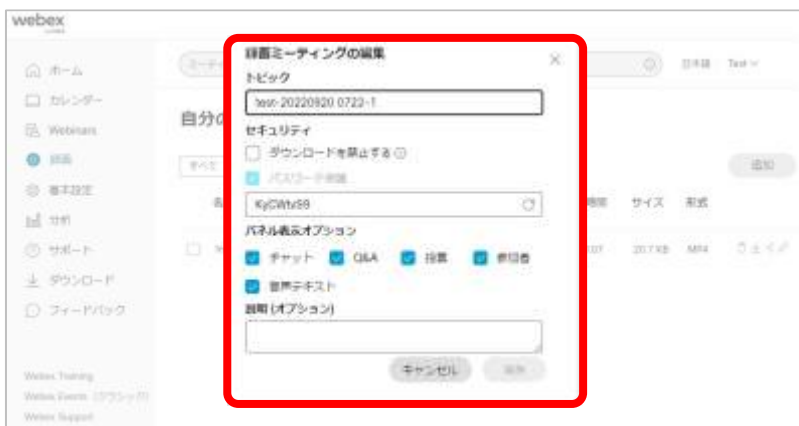 webex
ホーム
カレンダー
Webinars
録画
基本設定
分析
サポート
ダウンロード
フィードバック
Webex Training
Webex Events (クラシック)
Webex Support
日本語
Test
自分の
すべて
追加
サイズ
形式
MP4
録画ミーティングの編集
トピック
test-20220920 0723-1
セキュリティ
ダウンロードを禁止する
パスワード保護
パネル表示オプション
チャット
Q&A
投票
参加者
音声テキスト
説明 (オプション)
キャンセル